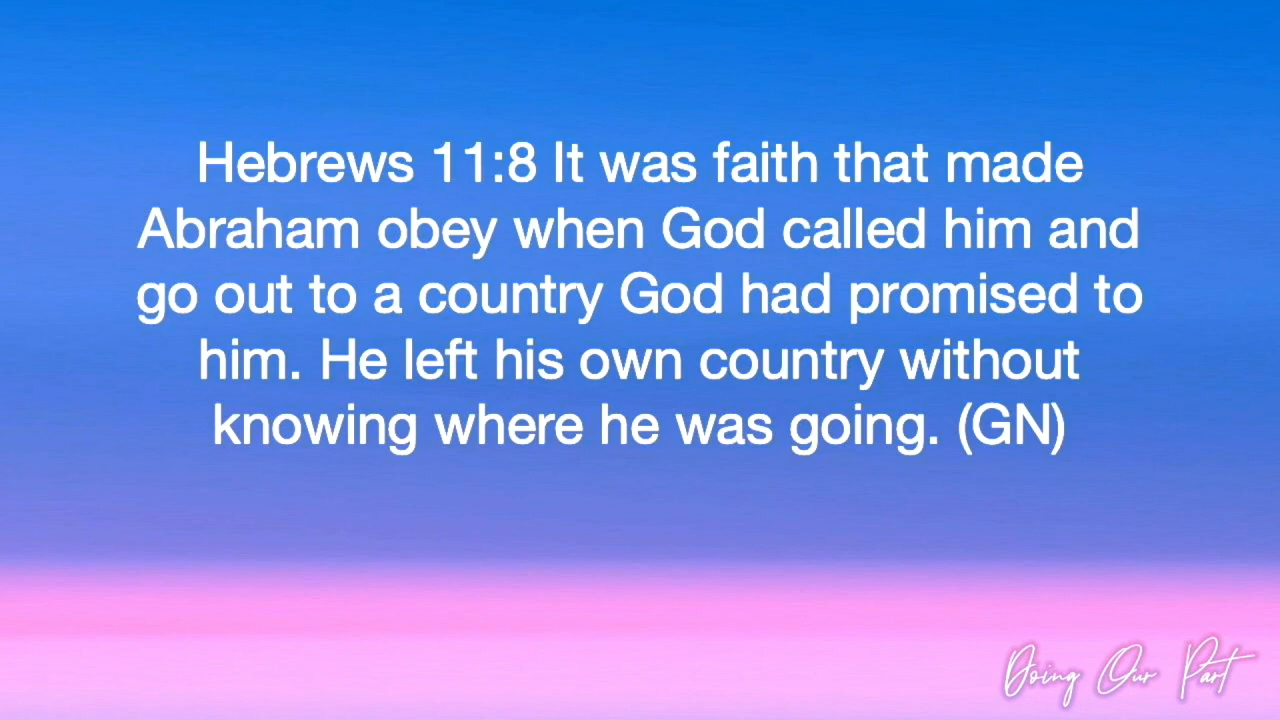 Hebrews 11:8 It was faith that made
Abraham obey when God called him and
go out to a country God had promised to
him. He left his own country without
knowing where he was going. (GN)
Doing Our Part